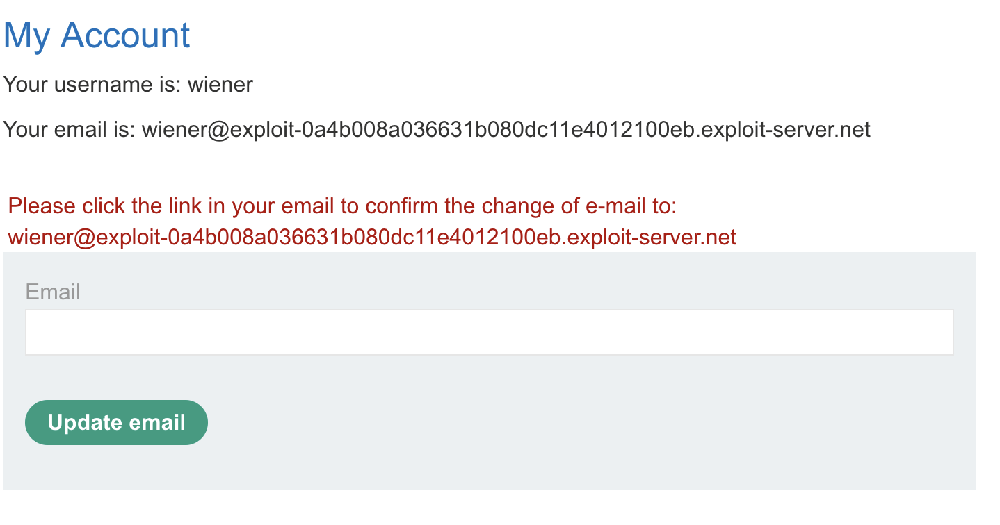 My Account
Your username is: wiener
Your email is: wiener@exploit-0a4b008a036631b080dc11e4012100eb.exploit-server.net
Please click the link in your email to confirm the change of e-mail to:
wiener@exploit-0a4b008a036631b080dc11e4012100eb.exploit-server.net
Email
Update email